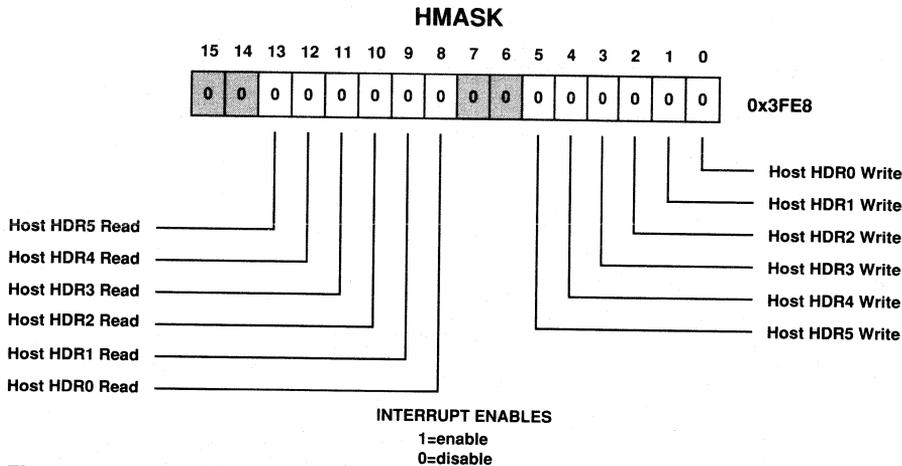 HMASK
15 14 13 12 11 10 9 8 7 6 5 4 3 2 1 0
0 0 0 0 0 0 0 0 0 0 0 0 0 0 0 0 0x3FE8
Host HDR0 Write
Host HDR1 Write
Host HDR2 Write
Host HDR3 Write
Host HDR4 Write
Host HDR5 Write
Host HDR5 Read
Host HDR4 Read
Host HDR3 Read
Host HDR2 Read
Host HDR1 Read
Host HDR0 Read
INTERRUPT ENABLES
1=enable
0=disable